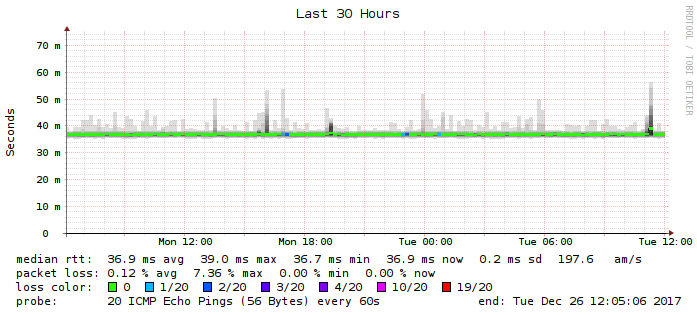 Last 30 Hours
RRDTOOL / TOBI OETIKER
Seconds
70 m
60 m
50 m
40 m
30 m
20 m
10 m
0
Mon 12:00 Mon 18:00 Tue 00:00 Tue 06:00 Tue 12:00
median rtt: 36.9 ms avg 39.0 ms max 36.7 ms min 36.9 ms now 0.2 ms sd 197.6 am/s
packet loss: 0.12 % avg 7.36 % max 0.00 % min 0.00 % now
loss color: 0 1/20 2/20 3/20 4/20 10/20 19/20
probe: 20 ICMP Echo Pings (56 Bytes) every 60s end: Tue Dec 26 12:05:06 2017